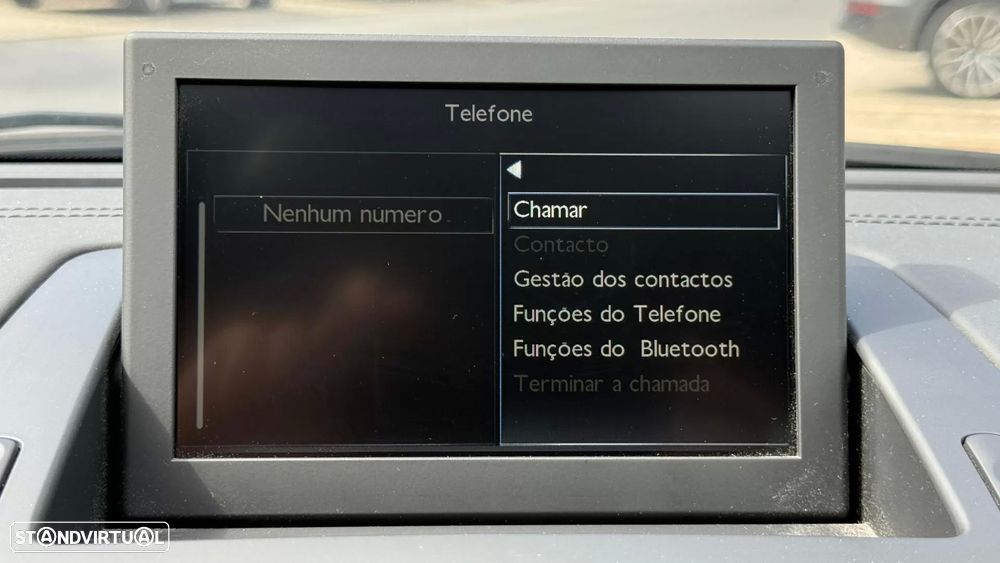 Telefone
Nenhum número
Chamar
Contacto
Gestão dos contactos
Funções do Telefone
Funções do Bluetooth
Terminar a chamada
STANDVIRTUAL